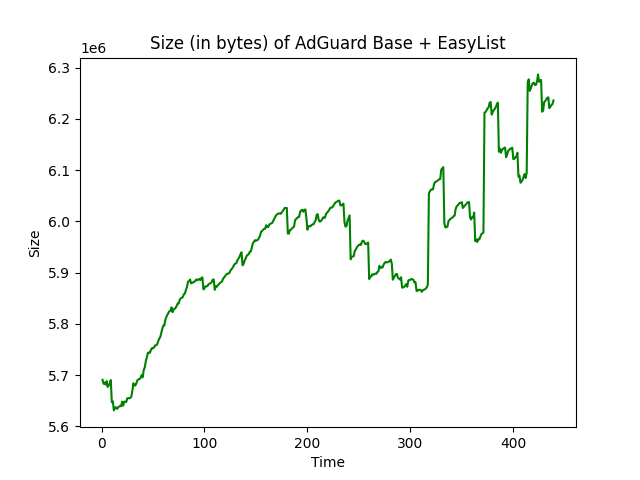 Size (in bytes) of AdGuard Base + EasyList
1e6
6.3
6.2
6.1
6.0
5.9
5.8
5.7
5.6
Size
0 100 200 300 400
Time